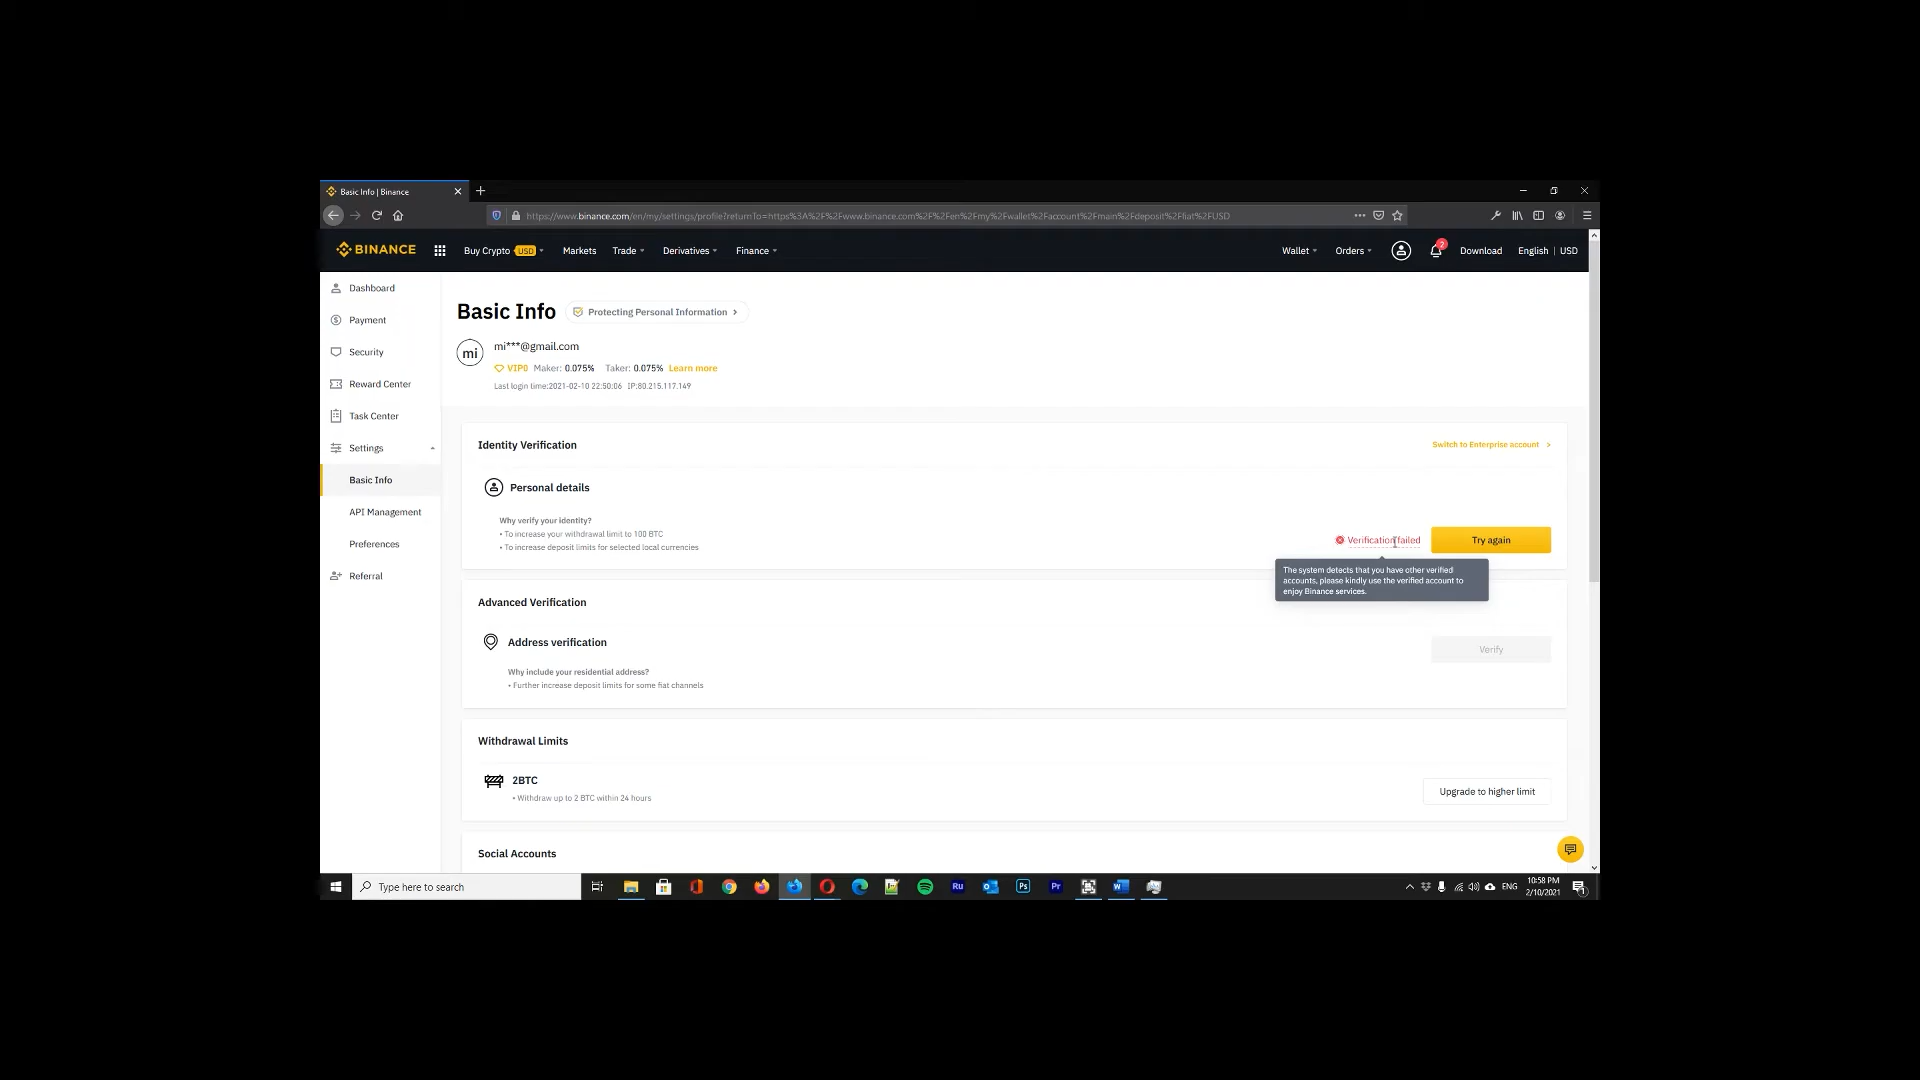 Basic Info | Binance
https://www.binance.com/en/my/settings/profile?returnTo=https%3A%2F%2Fwww.binance.com%2F%2Fen%2Fmy%2Fwallet%2Faccount%2Fmain%2Fdeposit%2Ffiat%2FUSD
BINANCE
Buy Crypto USD
Markets
Trade
Derivatives
Finance
Wallet
Orders
2
Download
English | USD
Dashboard
Payment
Security
Reward Center
Task Center
Settings
Basic Info
API Management
Preferences
Referral
Basic Info
Protecting Personal Information
mi
mi***@gmail.com
VIP0 Maker: 0.075% Taker: 0.075% Learn more
Last login time:2021-02-10 22:50:06 IP:80.215.117.149
Identity Verification
Switch to Enterprise account >
Personal details
Why verify your identity?
• To increase your withdrawal limit to 100 BTC
• To increase deposit limits for selected local currencies
Verification failed
Try again
The system detects that you have other verified
accounts, please kindly use the verified account to
enjoy Binance services.
Advanced Verification
Address verification
Why include your residential address?
• Further increase deposit limits for some fiat channels
Verify
Withdrawal Limits
2BTC
• Withdraw up to 2 BTC within 24 hours
Upgrade to higher limit
Social Accounts
Type here to search
Ru
Ps
Pr
ENG
10:58 PM
2/10/2021
1